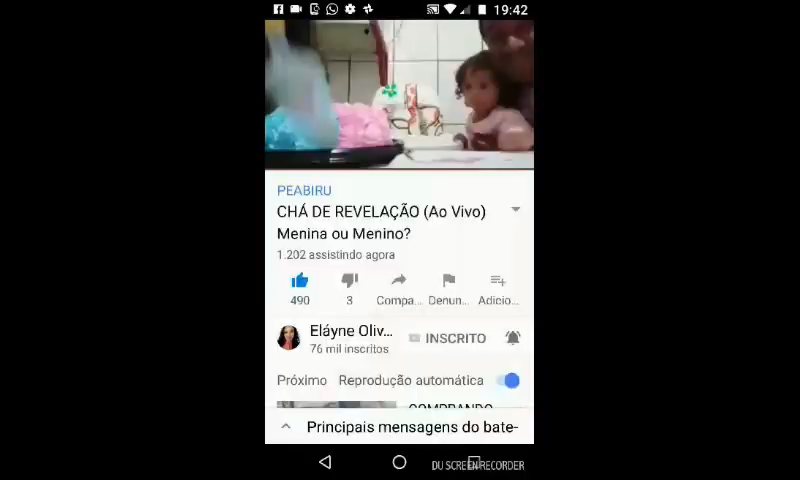 19:42
PEABIRU
CHÁ DE REVELAÇÃO (Ao Vivo)
Menina ou Menino?
1.202 assistindo agora
490
3
Compa...
Denun...
Adicio...
Eláyne Oliv...
INSCRITO
76 mil inscritos
Próximo
Reprodução automática
COMPRANDO
Principais mensagens do bate-
DU SCREEN RECORDER